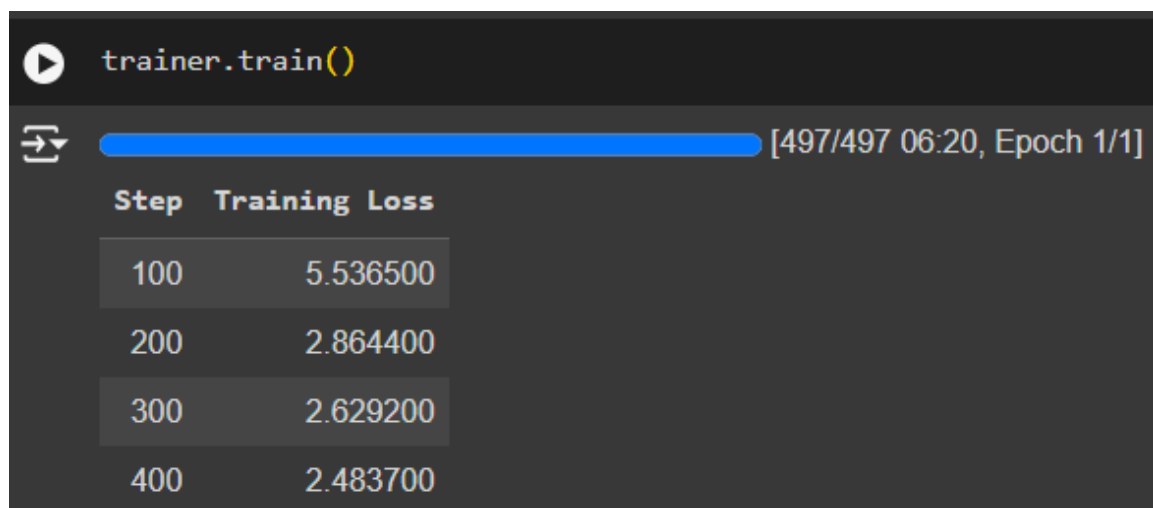 trainer.train()
[497/497 06:20, Epoch 1/1]
Step Training Loss
100 5.536500
200 2.864400
300 2.629200
400 2.483700